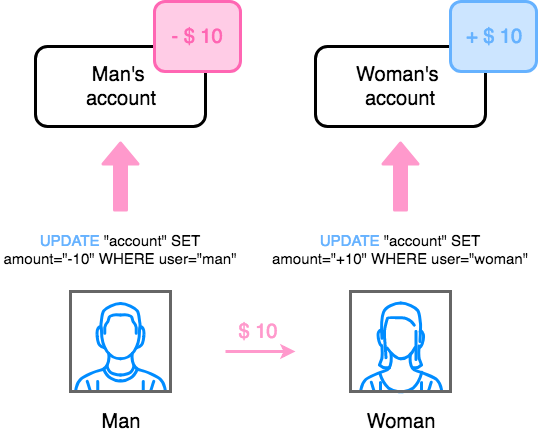 - $ 10
+ $ 10
Man's
account
Woman's
account
UPDATE "account" SET
amount="-10" WHERE user="man"
UPDATE "account" SET
amount="+10" WHERE user="woman"
$ 10
Man
Woman